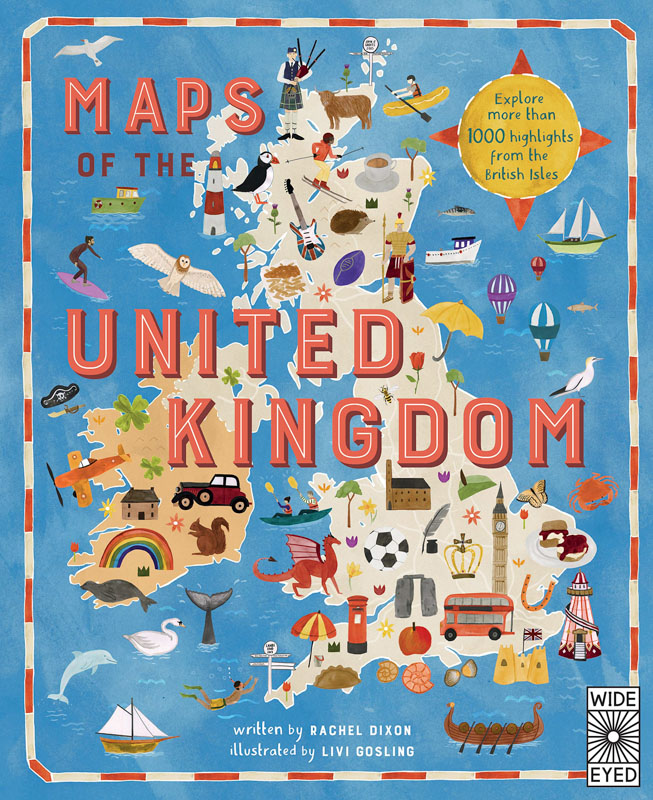 MAPS
OF THE
UNITED
KINGDOM
Explore
more than
1000 highlights
from the
British Isles
written by RACHEL DIXON
illustrated by LIVI GOSLING
WIDE
EYED